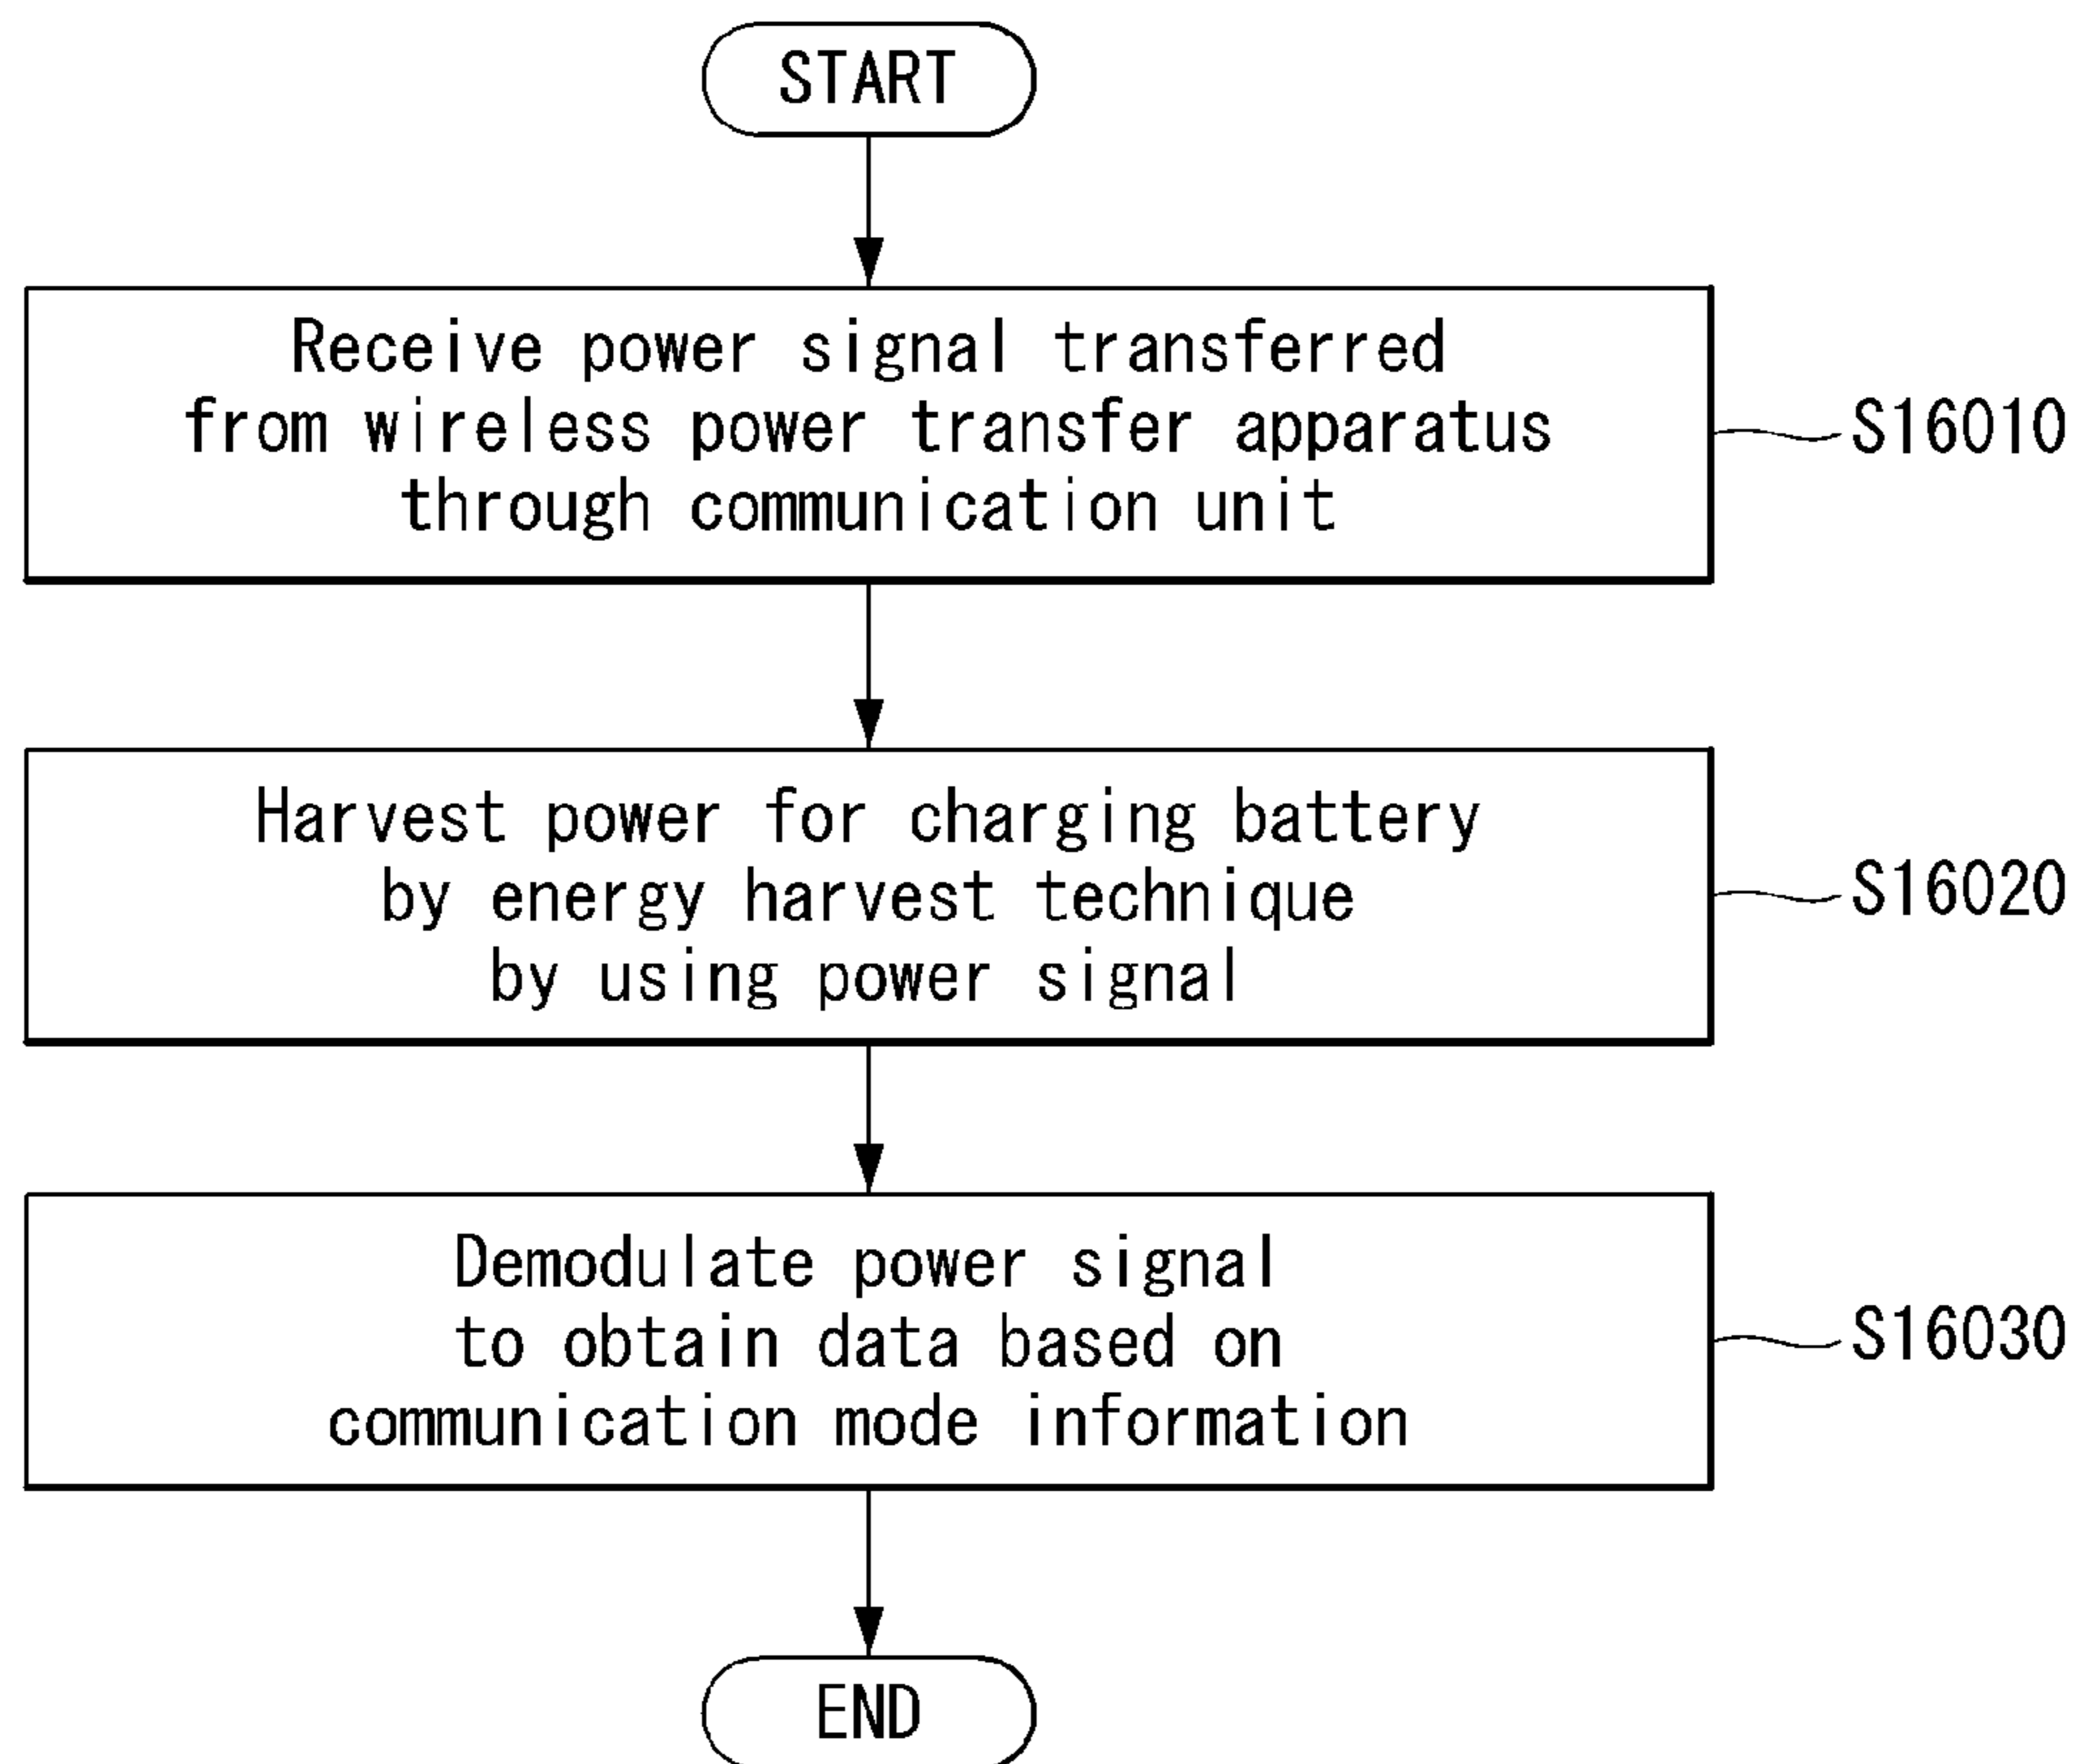 START
Receive power signal transferred
from wireless power transfer apparatus
through communication unit
S16010
Harvest power for charging battery
by energy harvest technique
by using power signal
S16020
Demodulate power signal
to obtain data based on
communication mode information
S16030
END